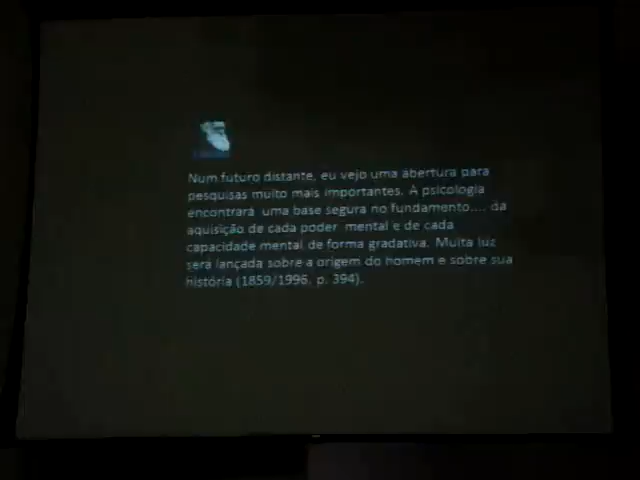 Num futuro distante, eu vejo uma abertura para
pesquisas muito mais importantes. A psicologia
encontrará uma base segura no fundamento.... da
aquisição de cada poder mental e de cada
capacidade mental de forma gradativa. Muita luz
será lançada sobre a origem do homem e sobre sua
história (1859/1996, p. 394).